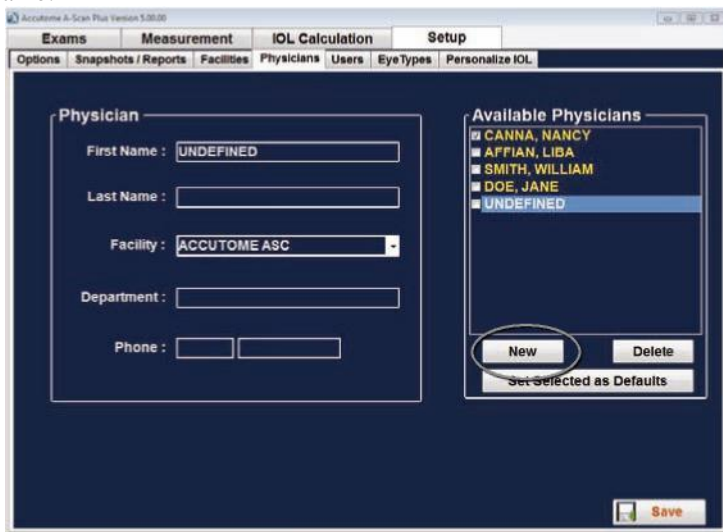 Accutome A-Scan Plus Version 5.00.00
Exams Measurement IOL Calculation Setup
Options Snapshots / Reports Facilities Physicians Users Eye Types Personalize IOL
Physician
First Name : UNDEFINED
Last Name :
Facility : ACCUTOME ASC
Department :
Phone :
Available Physicians
CANNA, NANCY
AFFIAN, LIBA
SMITH, WILLIAM
DOE, JANE
UNDEFINED
New Delete
Set Selected as Defaults
Save